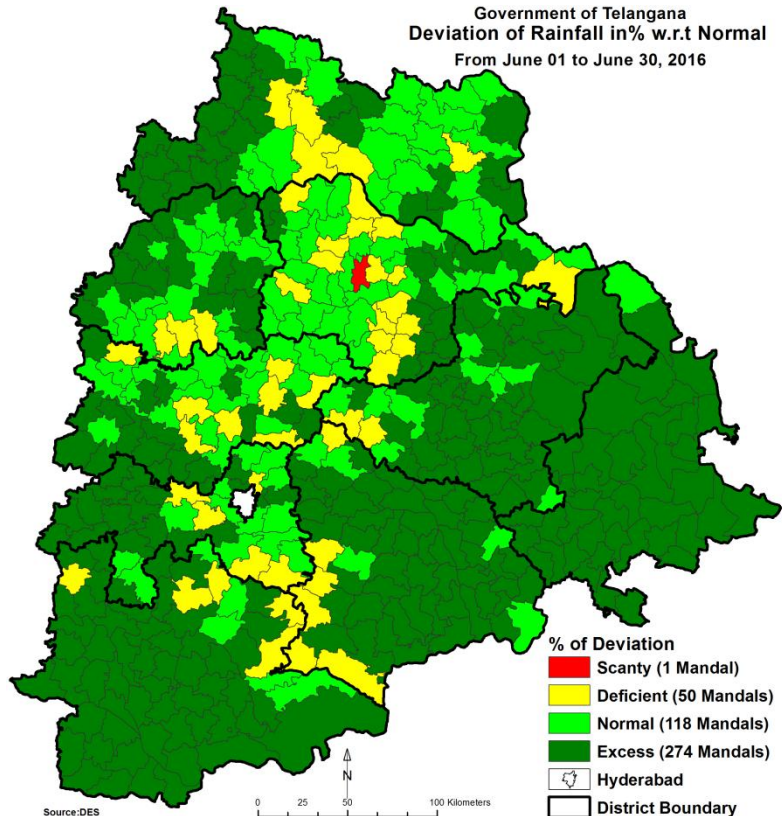 Government of Telangana
Deviation of Rainfall in% w.r.t Normal
From June 01 to June 30, 2016
% of Deviation
Scanty (1 Mandal)
Deficient (50 Mandals)
Normal (118 Mandals)
Excess (274 Mandals)
Hyderabad
District Boundary
N
0 25 50 100 Kilometers
Source:DES